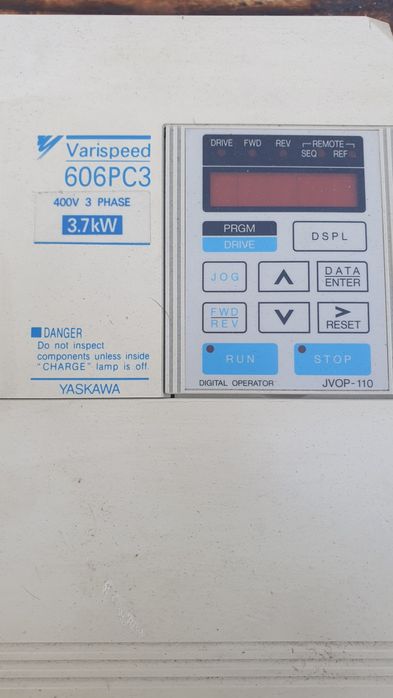 Varispeed
606PC3
400V 3 PHASE
3.7kW
DANGER
Do not inspect
components unless inside
"CHARGE" lamp is off.
YASKAWA
DRIVE FWD REV REMOTE
SEQ REF
PRGM
DRIVE
DSPL
JOG
DATA
ENTER
FWD
REV
>
RESET
RUN
STOP
DIGITAL OPERATOR JVOP-110